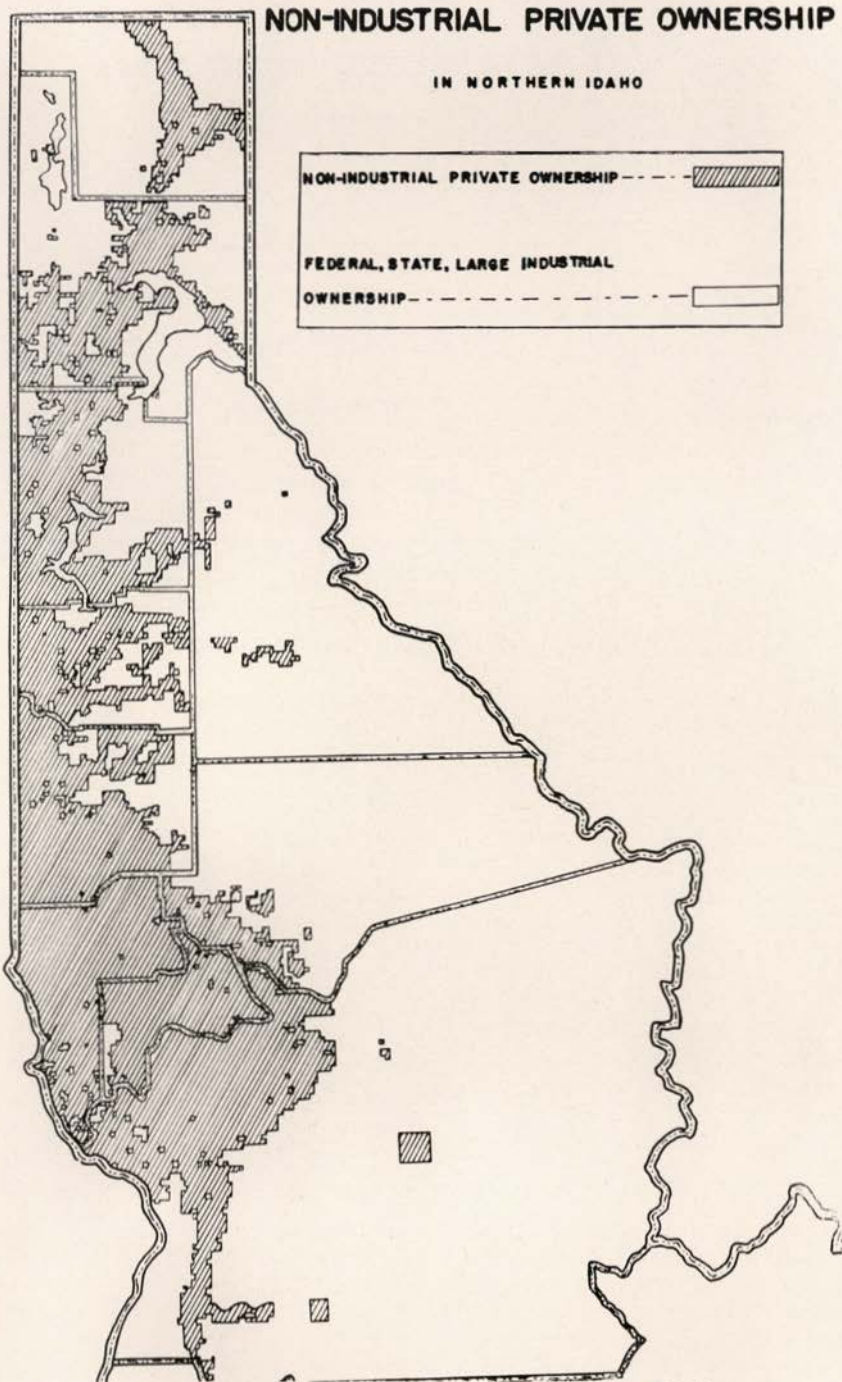 NON-INDUSTRIAL PRIVATE OWNERSHIP
IN NORTHERN IDAHO
NON-INDUSTRIAL PRIVATE OWNERSHIP
FEDERAL, STATE, LARGE INDUSTRIAL
OWNERSHIP